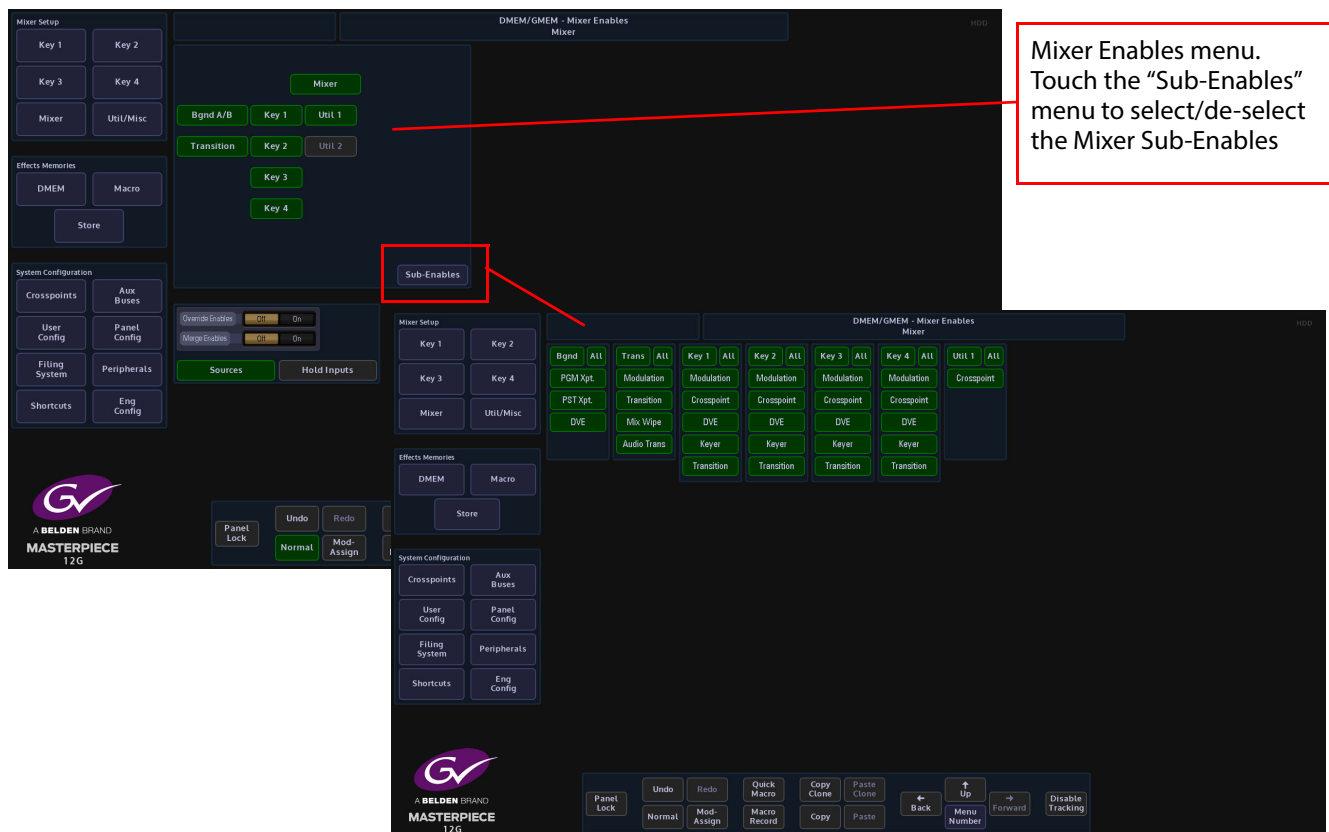 Mixer Setup
Key 1 Key 2
Key 3 Key 4
Mixer Util/Misc
Effects Memories
DMEM Macro
Store
System Configuration
Crosspoints Aux Buses
User Config Panel Config
Filing System Peripherals
Shortcuts Eng Config
GV
A BELDEN BRAND
MASTERPIECE
12G
DMEM/GMEM - Mixer Enables
Mixer
HDD
Mixer
Bgnd A/B Key 1 Util 1
Transition Key 2 Util 2
Key 3
Key 4
Sub-Enables
Override Enables Off On
Merge Enables Off On
Sources Hold Inputs
Panel Lock
Undo Redo
Normal Mod-Assign
Mixer Enables menu.
Touch the “Sub-Enables”
menu to select/de-select
the Mixer Sub-Enables
Mixer Setup
Key 1 Key 2
Key 3 Key 4
Mixer Util/Misc
Effects Memories
DMEM Macro
Store
System Configuration
Crosspoints Aux Buses
User Config Panel Config
Filing System Peripherals
Shortcuts Eng Config
GV
A BELDEN BRAND
MASTERPIECE
12G
DMEM/GMEM - Mixer Enables
Mixer
HDD
Bgnd All Trans All Key 1 All Key 2 All Key 3 All Key 4 All Util 1 All
PGM Xpt. Modulation Modulation Modulation Modulation Modulation Crosspoint
PST Xpt. Transition Crosspoint Crosspoint Crosspoint Crosspoint
DVE Mix Wipe DVE DVE DVE DVE
Audio Trans Keyer Keyer Keyer Keyer
Transition Transition Transition Transition
Panel Lock
Undo Redo Quick Macro Copy Clone Paste Clone
Normal Mod-Assign Macro Record Copy Paste
← Back
↑ Up
Menu Number
→ Forward
Disable Tracking